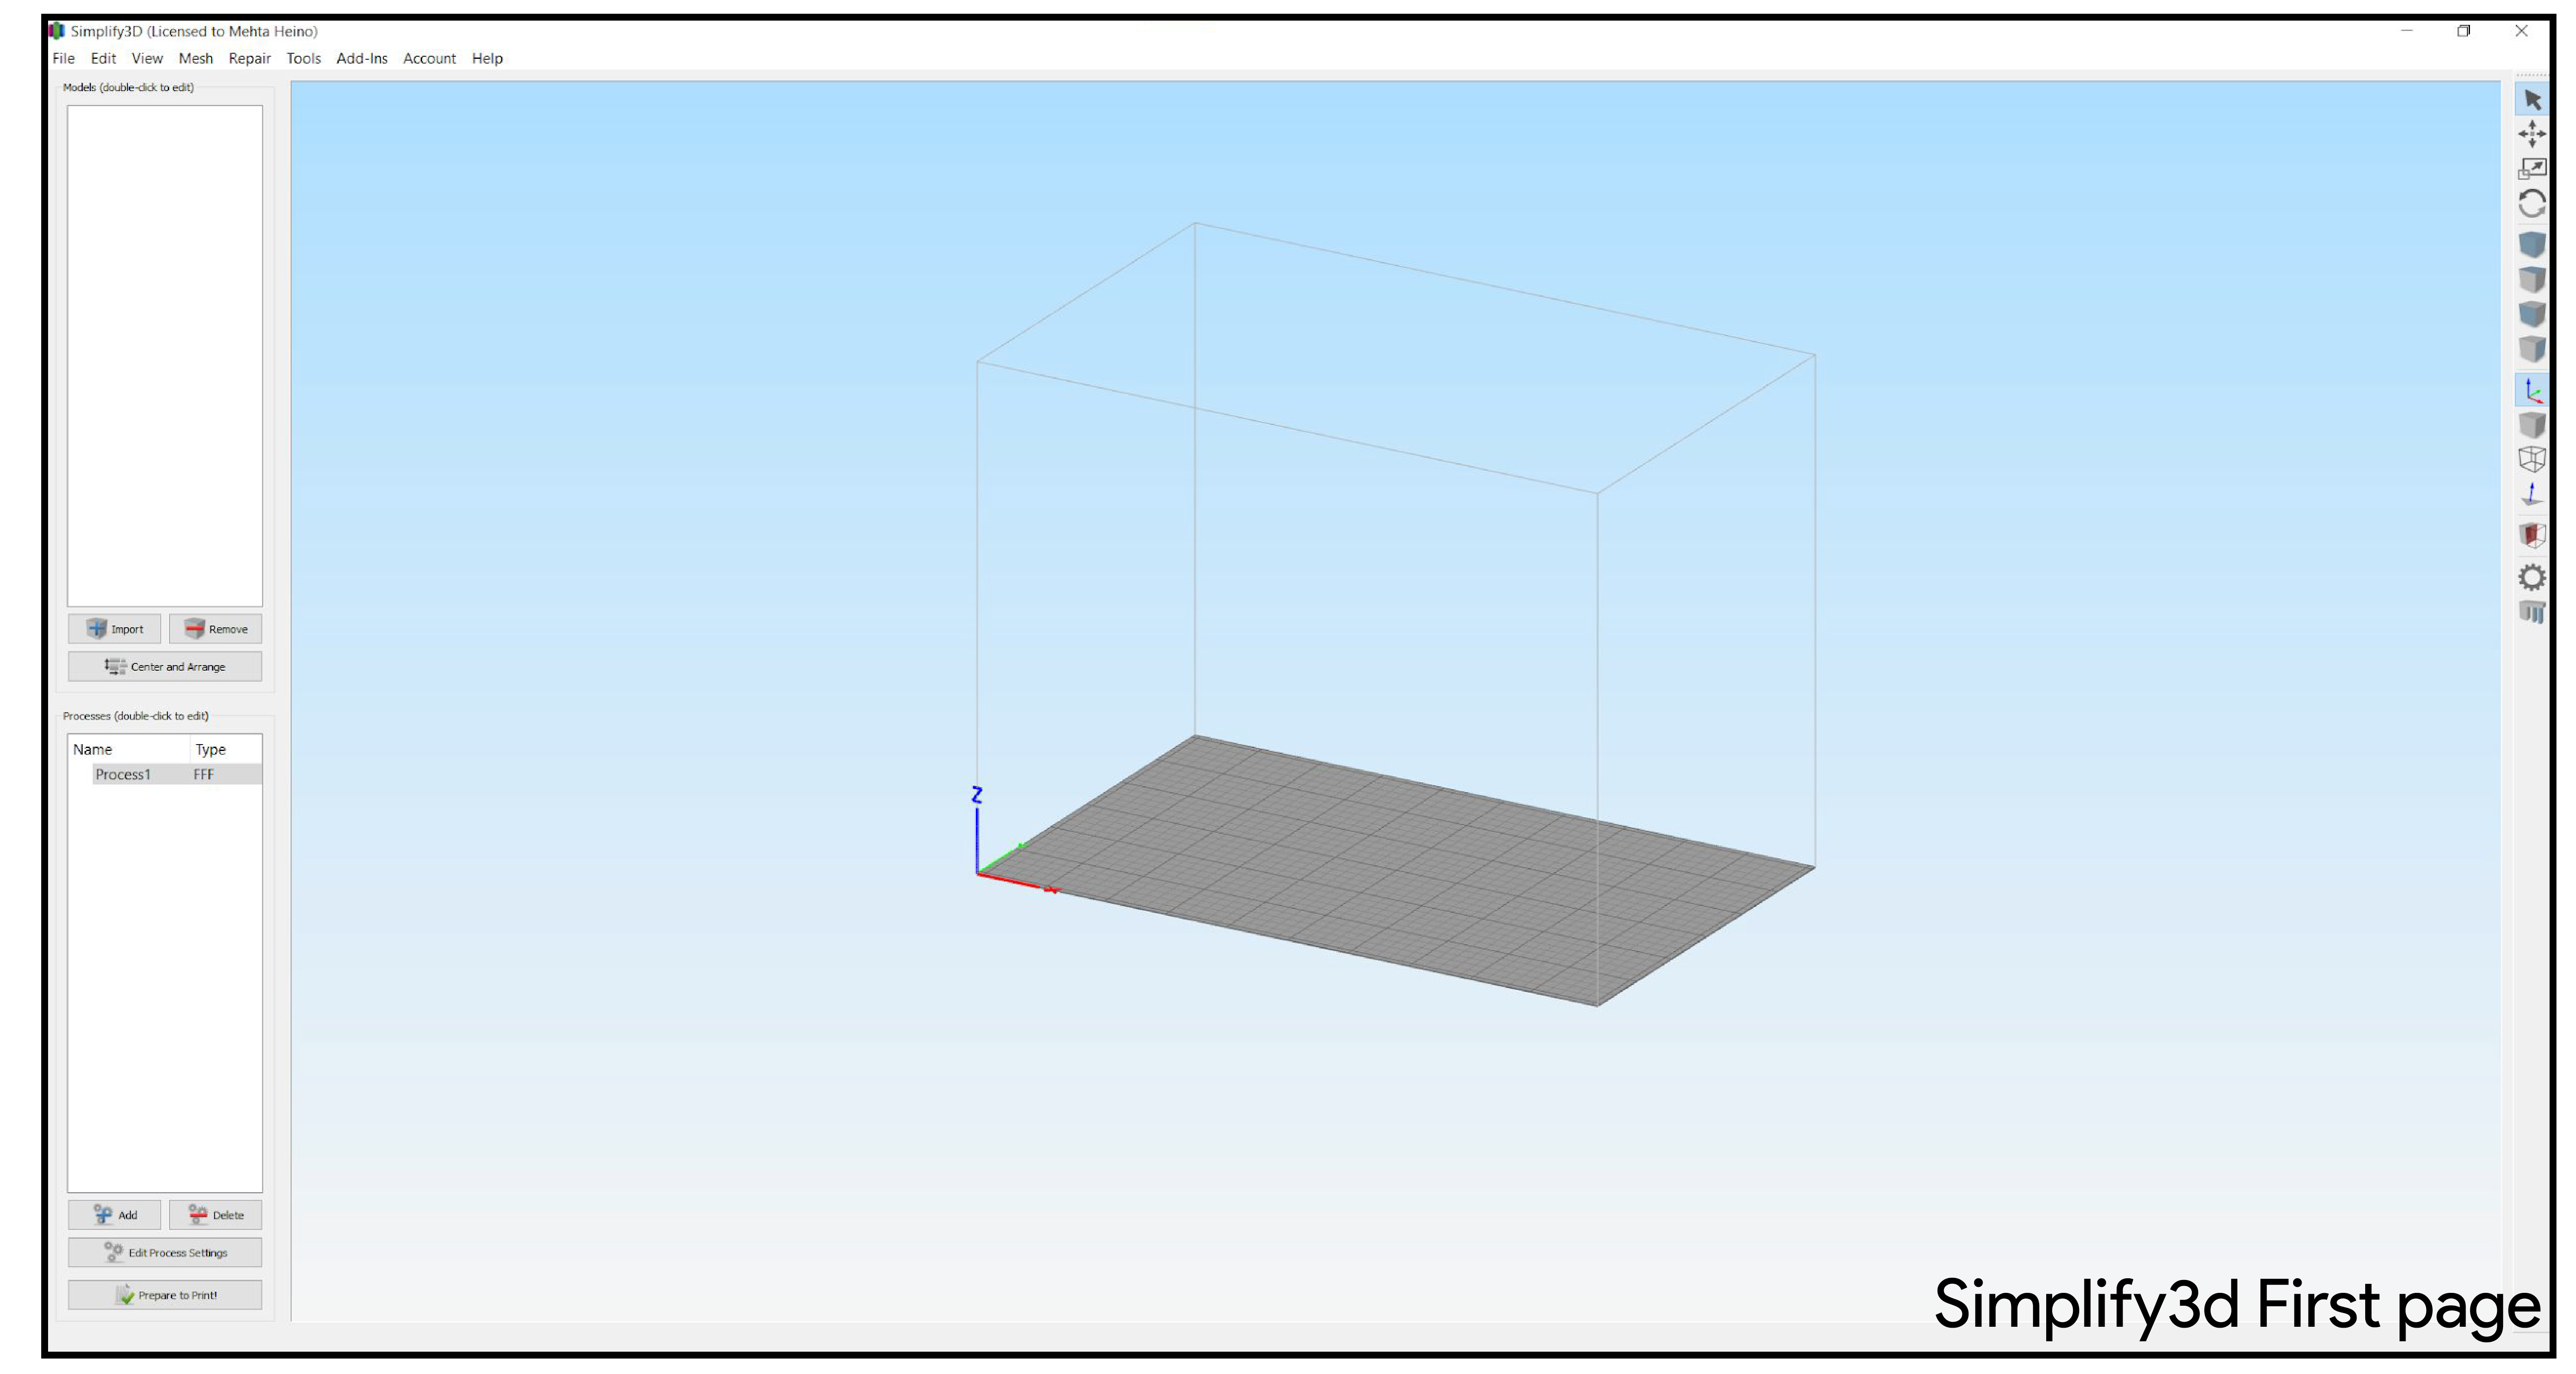 Simplify3D (Licensed to Mehta Heino)
File Edit View Mesh Repair Tools Add-Ins Account Help
Models (double-click to edit)
Import Remove
Center and Arrange
Processes (double-click to edit)
Name Type
Process1 FFF
Add Delete
Edit Process Settings
Prepare to Print!
Z
Simplify3d First page